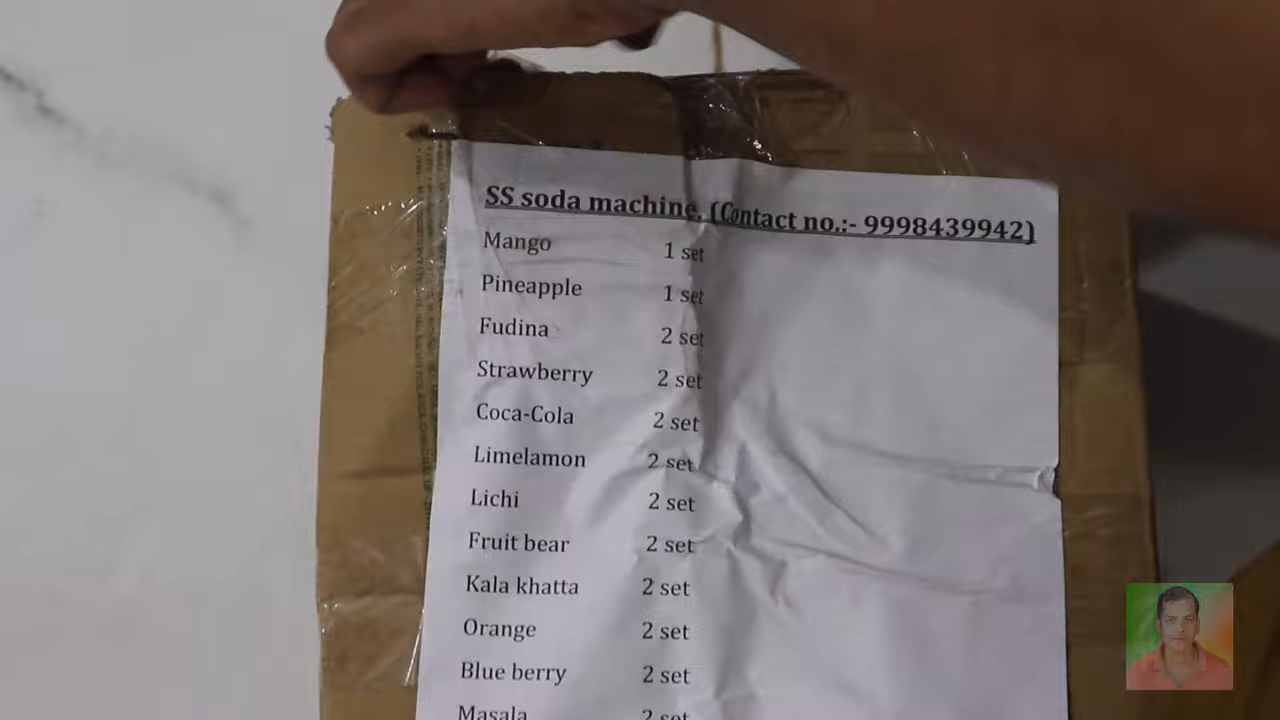 SS soda machine. (Contact no.:- 9998439942)
Mango 1 set
Pineapple 1 set
Fudina 2 set
Strawberry 2 set
Coca-Cola 2 set
Limelamon 2 set
Lichi 2 set
Fruit bear 2 set
Kala khatta 2 set
Orange 2 set
Blue berry 2 set
Masala 2 set